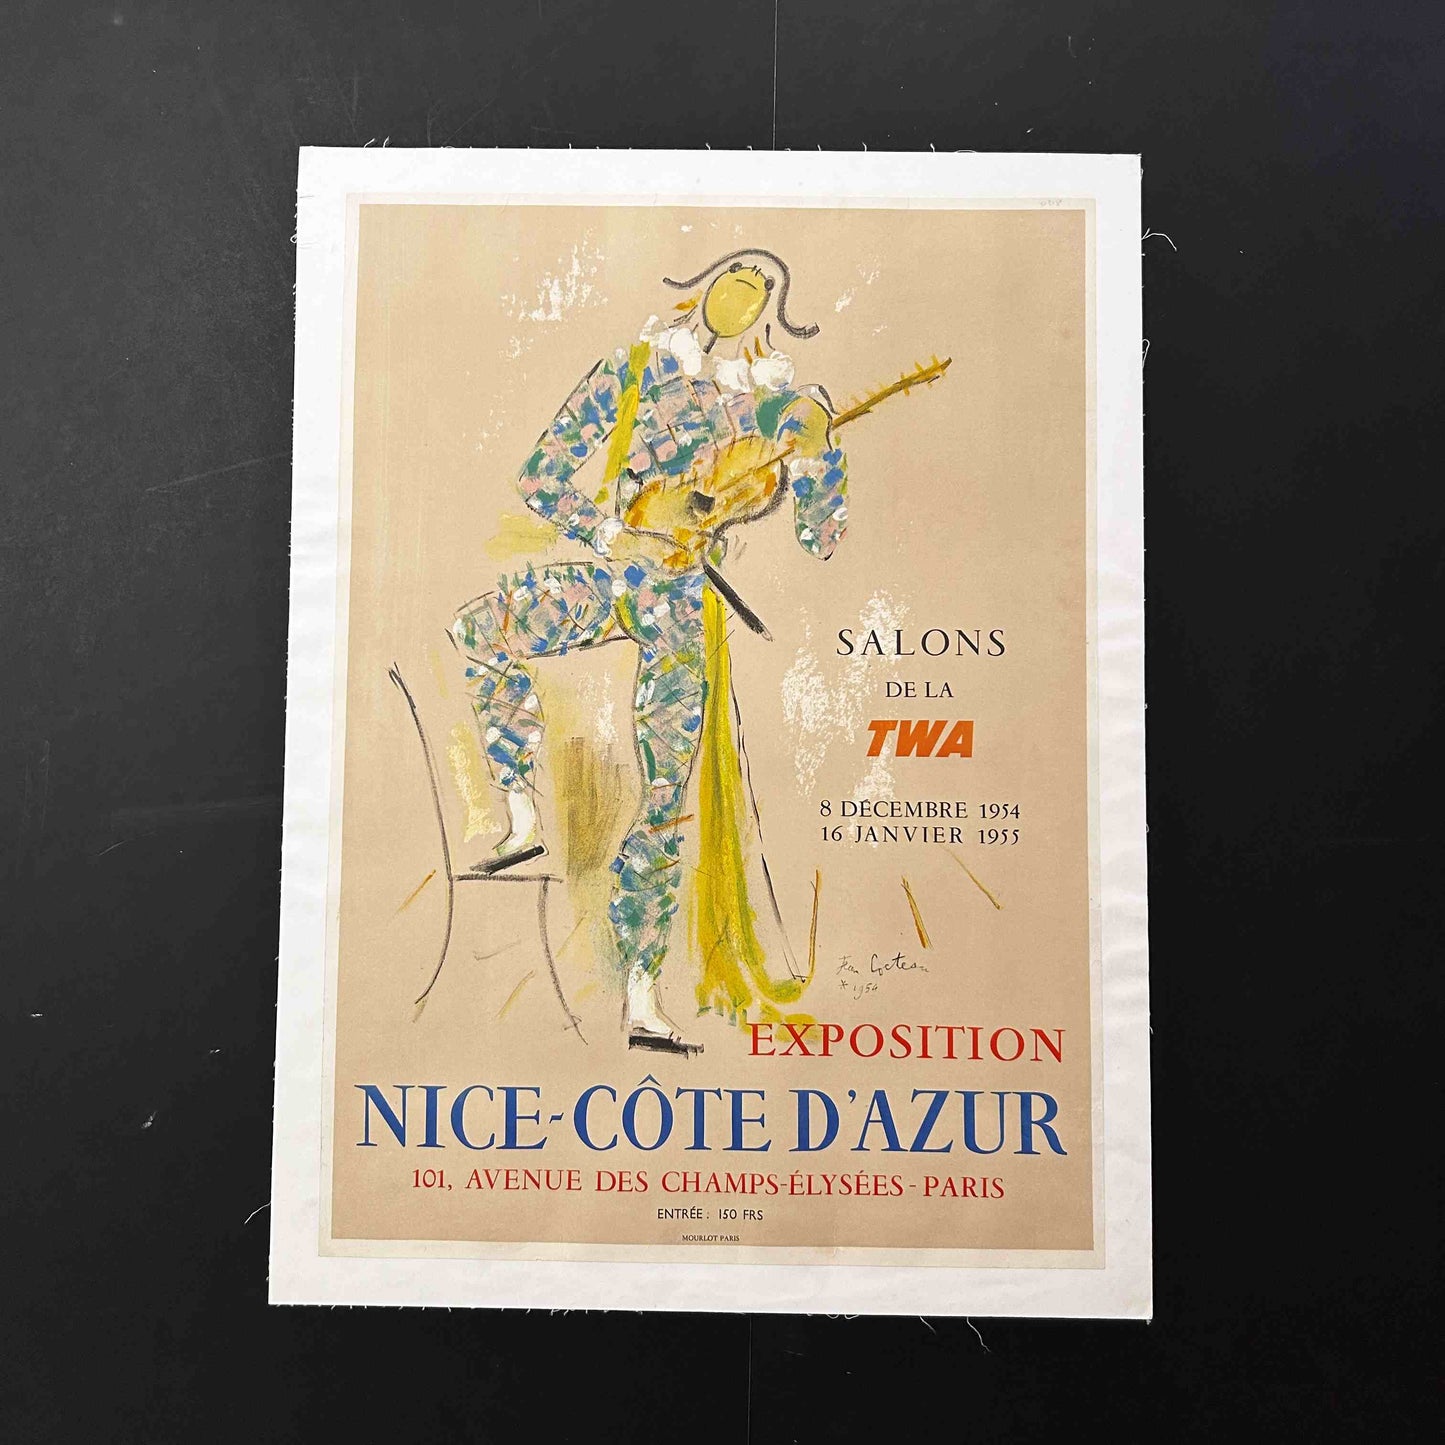 SALONS
DE LA
TWA
8 DÉCEMBRE 1954
16 JANVIER 1955
Jean Cocteau
* 1954
EXPOSITION
NICE-CÔTE D'AZUR
101, AVENUE DES CHAMPS-ÉLYSÉES - PARIS
ENTRÉE : 150 FRS
MOURLOT PARIS